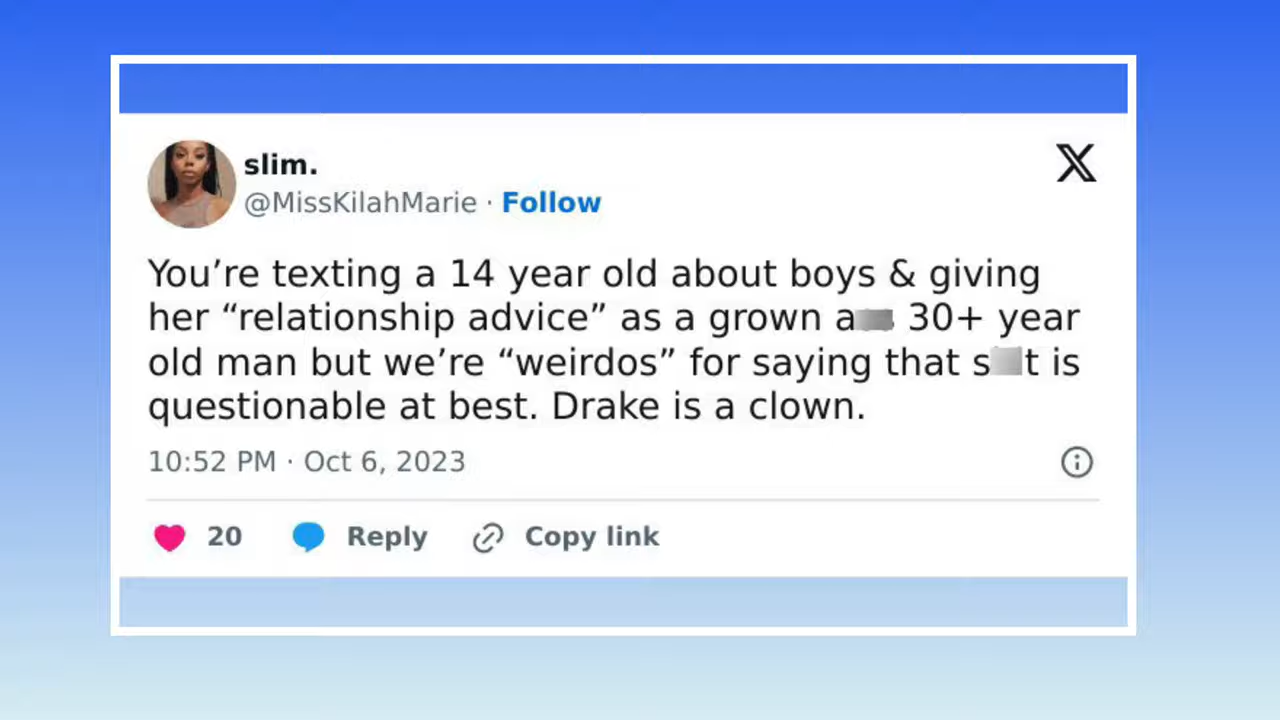 slim.
@MissKilahMarie · Follow
You’re texting a 14 year old about boys & giving
her “relationship advice” as a grown a 30+ year
old man but we’re “weirdos” for saying that s t is
questionable at best. Drake is a clown.
10:52 PM · Oct 6, 2023
20 Reply Copy link